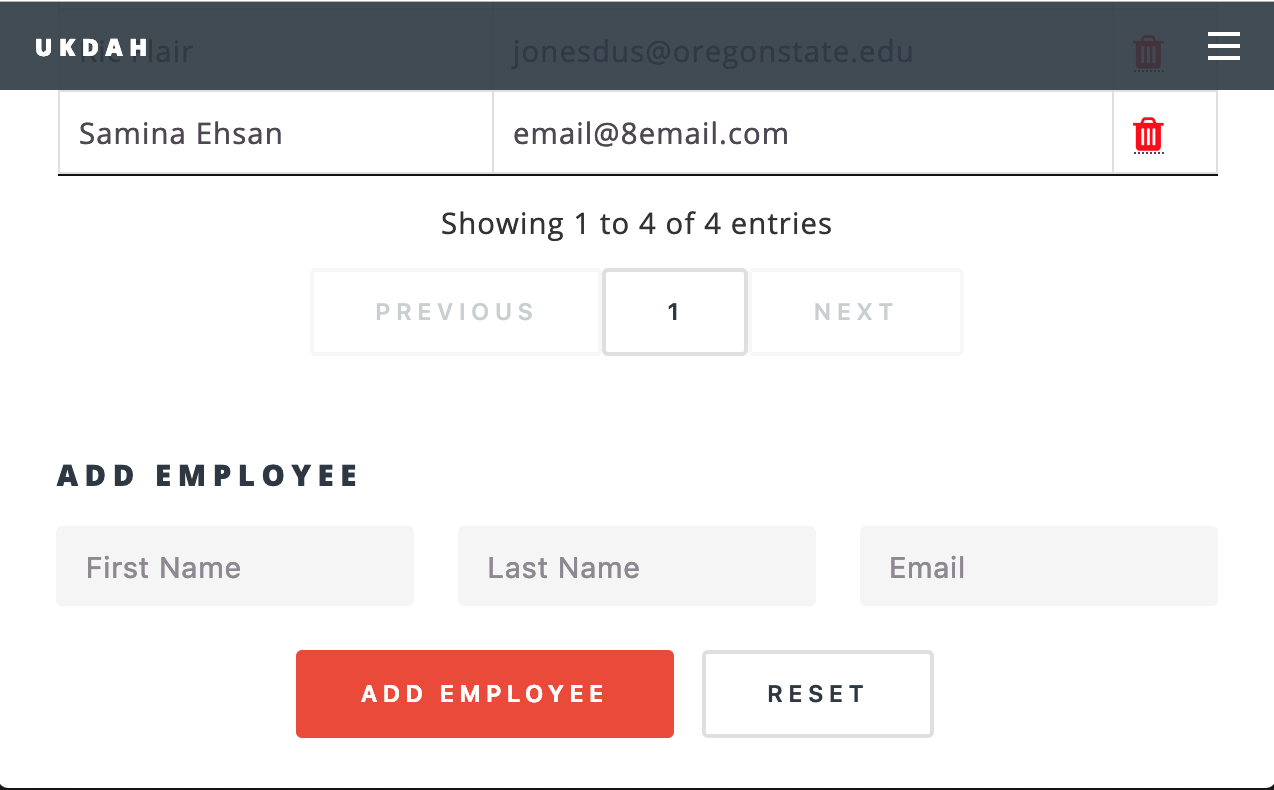 UKDAH
jonesdus@oregonstate.edu
Samina Ehsan email@8email.com
Showing 1 to 4 of 4 entries
PREVIOUS 1 NEXT
ADD EMPLOYEE
First Name Last Name Email
ADD EMPLOYEE RESET